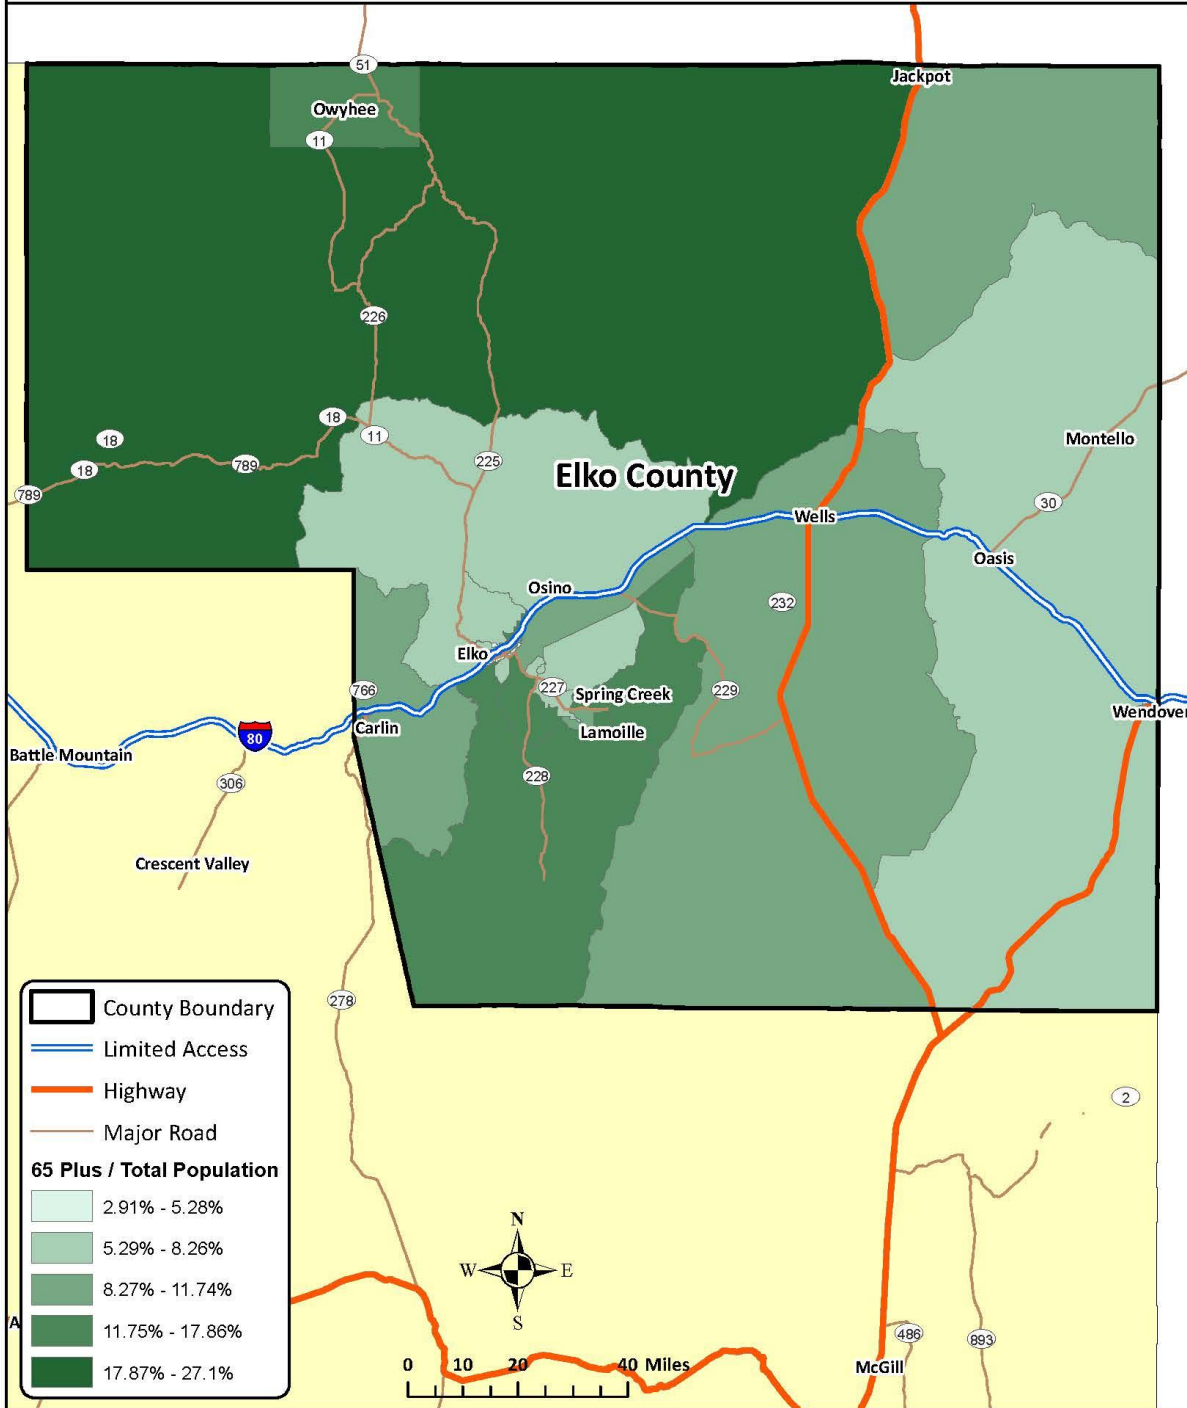 51
Jackpot
Owyhee
11
226
18
11
18
225
18
789
789
Elko County
Montello
30
Wells
Oasis
Osino
232
Elko
766
227
Spring Creek
229
Carlin
Lamoille
Wendover
80
Battle Mountain
306
228
Crescent Valley
278
2
County Boundary
Limited Access
Highway
Major Road
65 Plus / Total Population
2.91% - 5.28%
5.29% - 8.26%
8.27% - 11.74%
11.75% - 17.86%
17.87% - 27.1%
N
W E
S
486
893
McGill
0 10 20 40 Miles